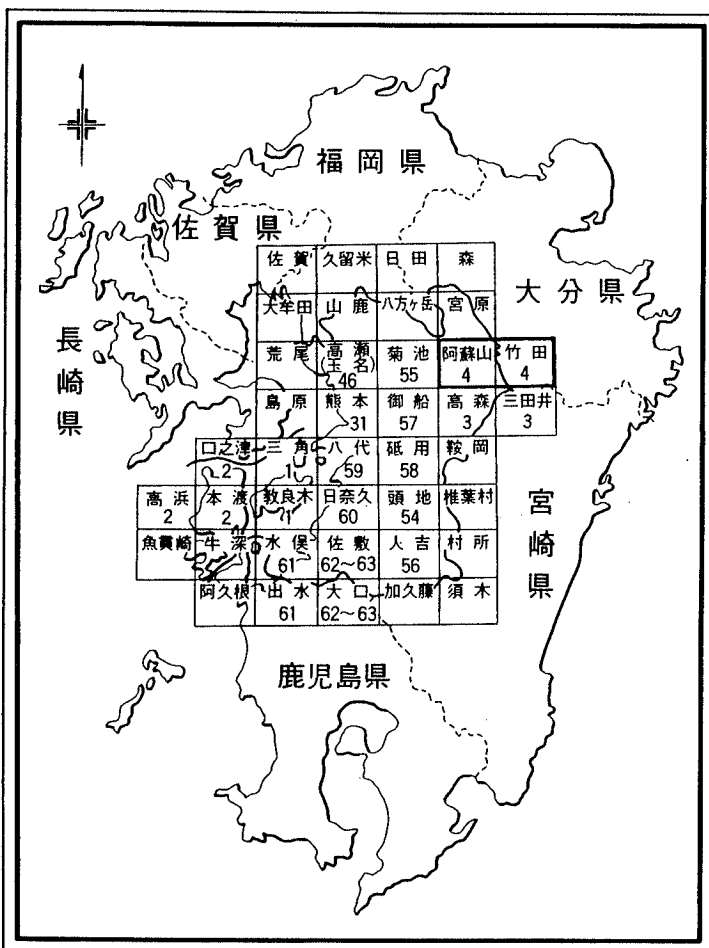 福岡県
佐賀県
大分県
長崎県
宮崎県
鹿児島県
佐賀 久留米 日田 森
大牟田 山鹿 八方ヶ岳 宮原
荒尾 高瀬(玉名) 菊池 阿蘇山 竹田
46 55 4 4
島原 熊本 御船 高森 三田井
31 57 3 3
口之津 三角 八代 砥用 鞍岡
2 1 59 58
高浜 本渡 教良木 日奈久 頭地 椎葉村
2 2 1 60 54
魚貫崎 牛深 水俣 佐敷 人吉 村所
61 62~63 56
阿久根 出水 大口 加久藤 須木
61 62~63